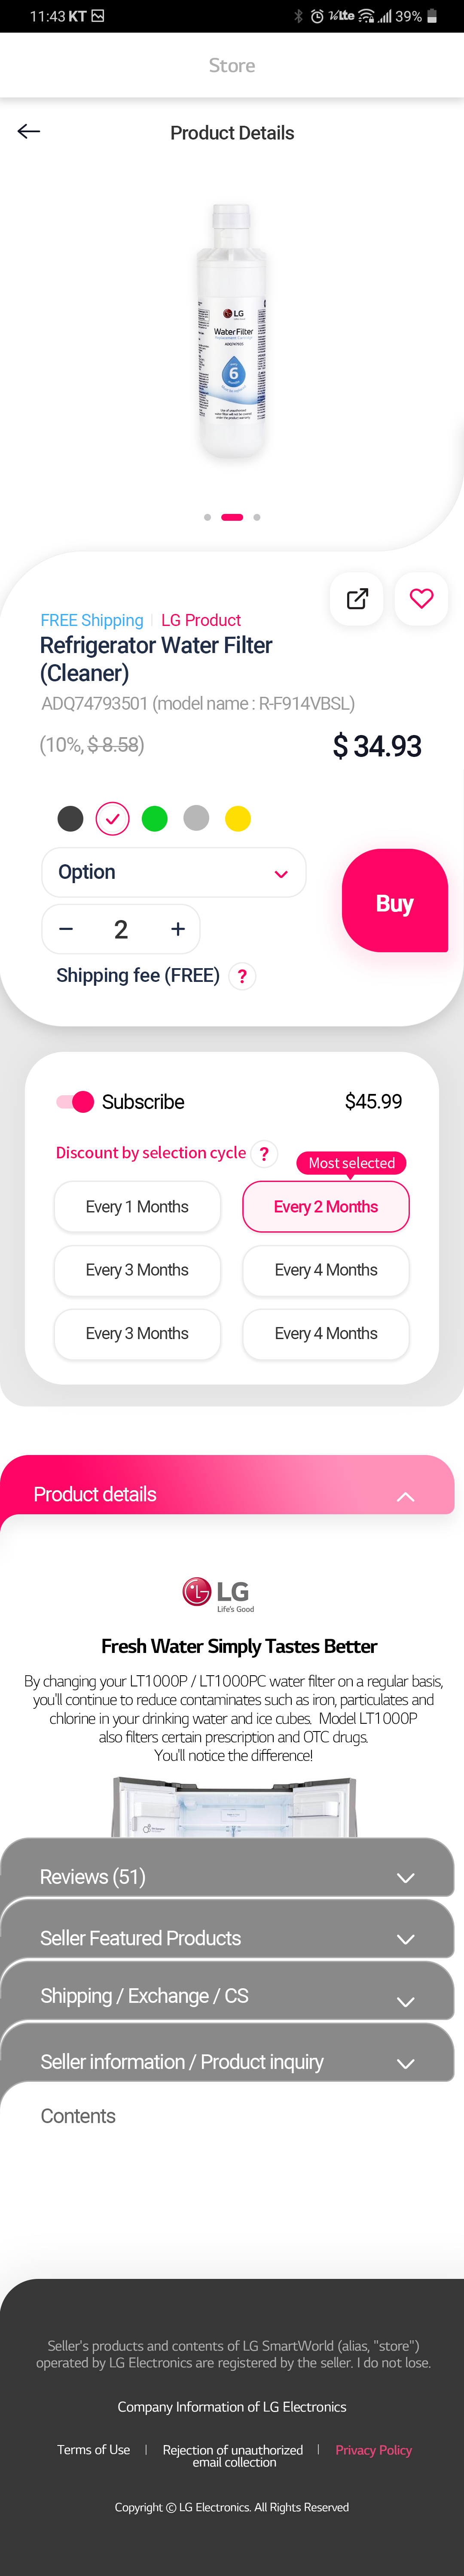 11:43 KT
VoLte 39%
Store
Product Details
LG
WaterFilter
Replacement Cartridge
ADQ747935
6
FREE Shipping | LG Product
Refrigerator Water Filter
(Cleaner)
ADQ74793501 (model name : R-F914VBSL)
(10%, $ 8.58)
$ 34.93
Option
Buy
− 2 +
Shipping fee (FREE) ?
Subscribe
$45.99
Discount by selection cycle ?
Most selected
Every 1 Months
Every 2 Months
Every 3 Months
Every 4 Months
Every 3 Months
Every 4 Months
Product details
LG
Life's Good
Fresh Water Simply Tastes Better
By changing your LT1000P / LT1000PC water filter on a regular basis,
you'll continue to reduce contaminates such as iron, particulates and
chlorine in your drinking water and ice cubes. Model LT1000P
also filters certain prescription and OTC drugs.
You'll notice the difference!
Reviews (51)
Seller Featured Products
Shipping / Exchange / CS
Seller information / Product inquiry
Contents
Seller's products and contents of LG SmartWorld (alias, "store")
operated by LG Electronics are registered by the seller. I do not lose.
Company Information of LG Electronics
Terms of Use | Rejection of unauthorized | Privacy Policy
email collection
Copyright © LG Electronics. All Rights Reserved